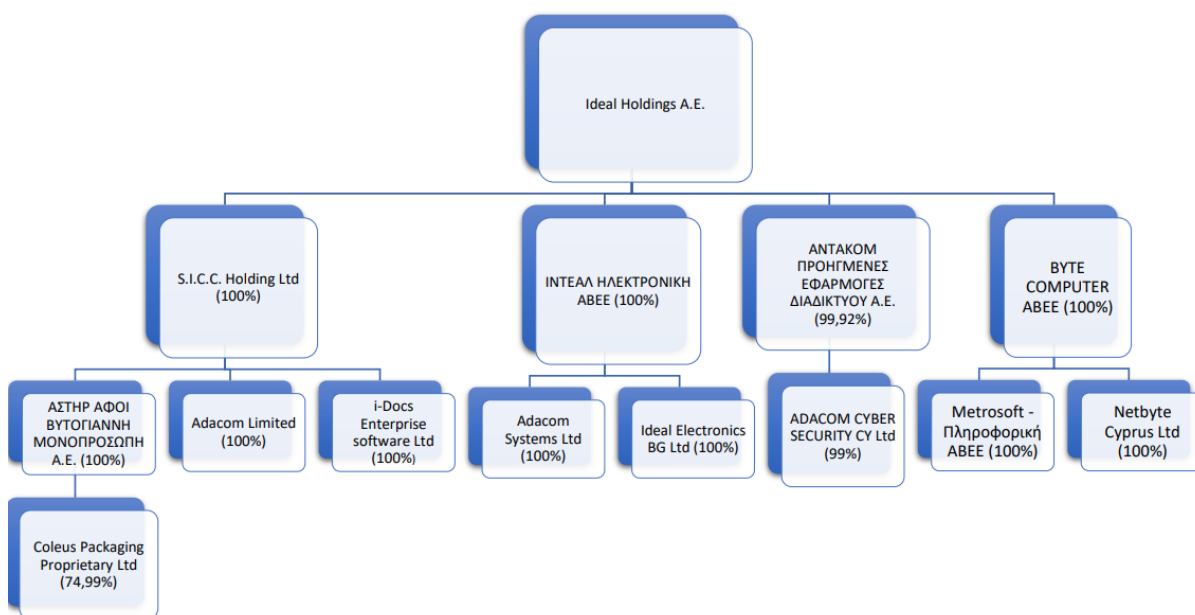 Ideal Holdings A.E.
S.I.C.C. Holding Ltd
(100%)
ΙΝΤΕΑΛ ΗΛΕΚΤΡΟΝΙΚΗ
ΑΒΕΕ (100%)
ΑΝΤΑΚΟΜ
ΠΡΟΗΓΜΕΝΕΣ
ΕΦΑΡΜΟΓΕΣ
ΔΙΑΔΙΚΤΥΟΥ Α.Ε.
(99,92%)
BYTE
COMPUTER
ΑΒΕΕ (100%)
ΑΣΤΗΡ ΑΦΟΙ
ΒΥΤΟΓΙΑΝΝΗ
ΜΟΝΟΠΡΟΣΩΠΗ
Α.Ε. (100%)
Adacom Limited
(100%)
i-Docs
Enterprise
software Ltd
(100%)
Adacom
Systems Ltd
(100%)
Ideal Electronics
BG Ltd (100%)
ADACOM CYBER
SECURITY CY Ltd
(99%)
Metrosoft -
Πληροφορική
ΑΒΕΕ (100%)
Netbyte
Cyprus Ltd
(100%)
Coleus Packaging
Proprietary Ltd
(74,99%)